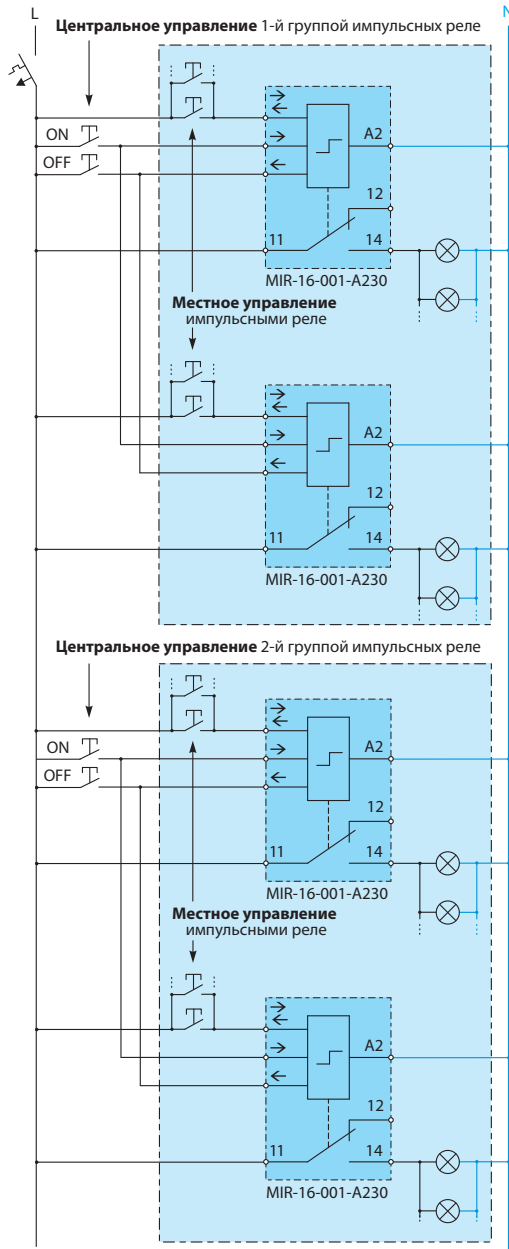 L
N
Центральное управление 1-й группой импульсных реле
ON
OFF
A2
12
11
14
MIR-16-001-A230
Местное управление
импульсными реле
A2
12
11
14
MIR-16-001-A230
Центральное управление 2-й группой импульсных реле
ON
OFF
A2
12
11
14
MIR-16-001-A230
Местное управление
импульсными реле
A2
12
11
14
MIR-16-001-A230